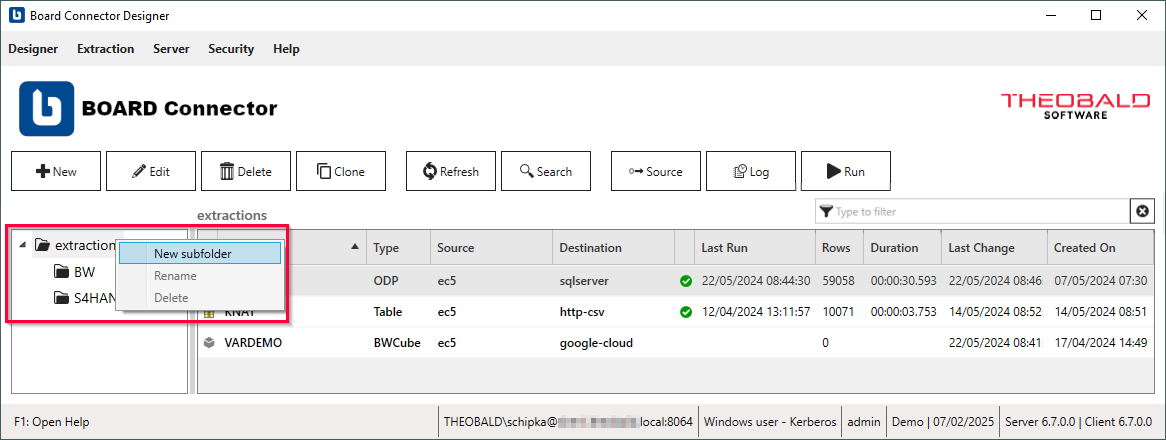 Board Connector Designer
Designer Extraction Server Security Help
BOARD Connector
THEOBALD
SOFTWARE
New Edit Delete Clone Refresh Search Source Log Run
extractions
Type to filter
Type Source Destination Last Run Rows Duration Last Change Created On
extraction
New subfolder
Rename
Delete
BW
S4HAN
ODP ec5 sqlserver 22/05/2024 08:44:30 59058 00:00:30.593 22/05/2024 08:46: 07/05/2024 07:30
Table ec5 http-csv 12/04/2024 13:11:57 10071 00:00:03.753 14/05/2024 08:52: 14/05/2024 08:51
VARDEMO BWCube ec5 google-cloud 0 22/05/2024 08:41: 17/04/2024 14:49
F1: Open Help THEOBALD\schipka@ local:8064 Windows user - Kerberos admin Demo | 07/02/2025 Server 6.7.0.0 | Client 6.7.0.0